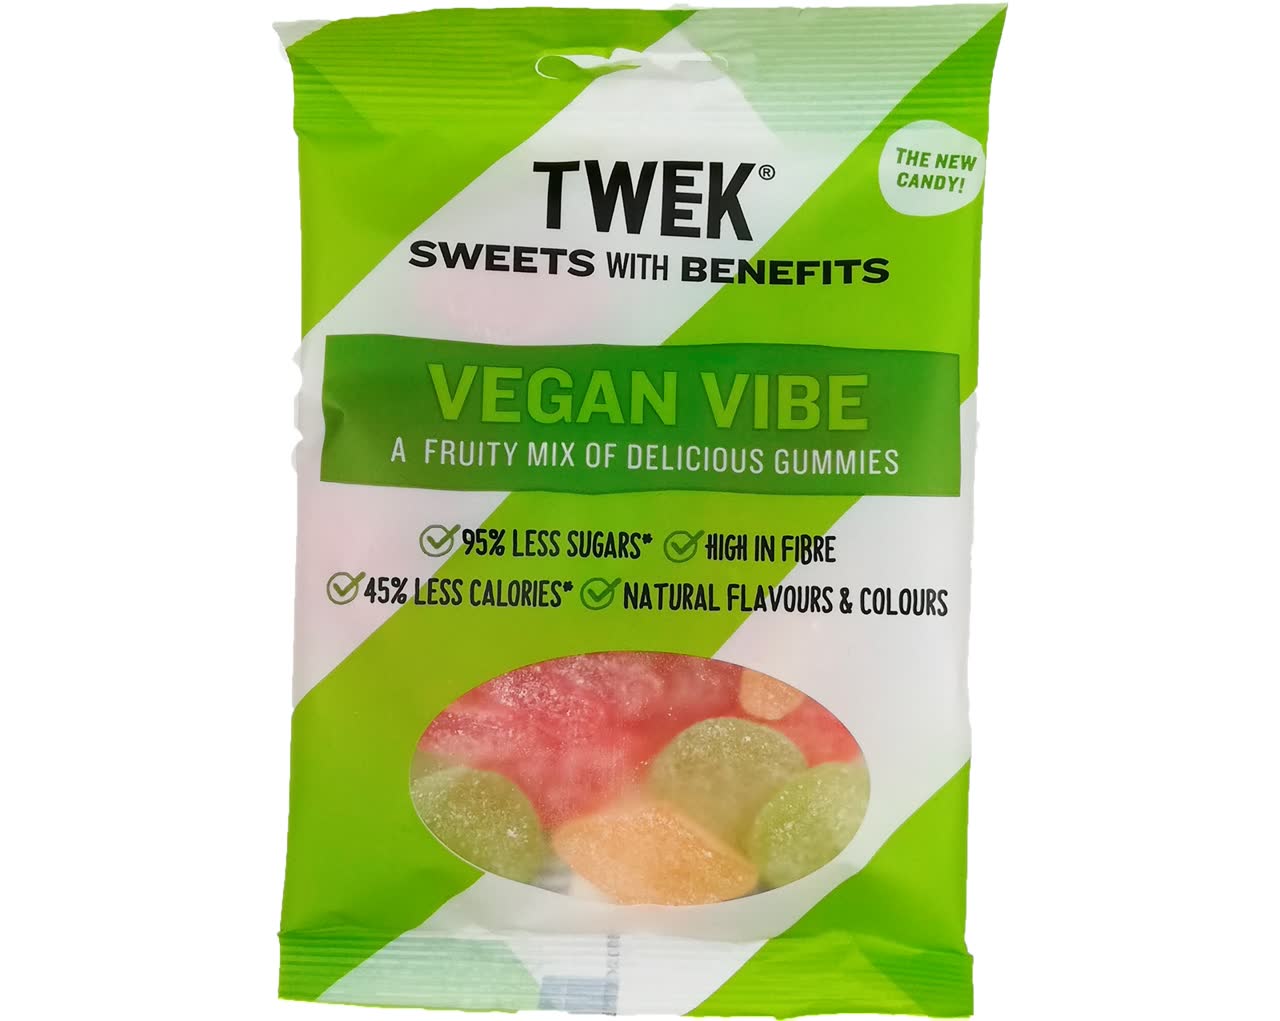 TWEEK®
SWEETS WITH BENEFITS
THE NEW
CANDY!
VEGAN VIBE
A FRUITY MIX OF DELICIOUS GUMMIES
95% LESS SUGARS* HIGH IN FIBRE
45% LESS CALORIES* NATURAL FLAVOURS & COLOURS